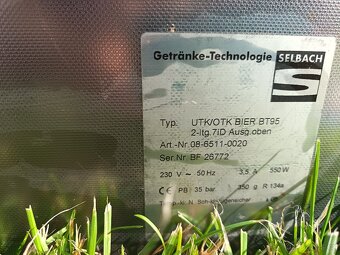 Getränke-Technologie SELBACH
Typ. UTK/OTK BIER BT95
2-ltg.7ID Ausg.oben
Art.-Nr.08-6511-0020
Ser.Nr BF 26772
230 V ~ 50 Hz 3,5 A 550 W
CE PB 35 bar 350 g R 134a